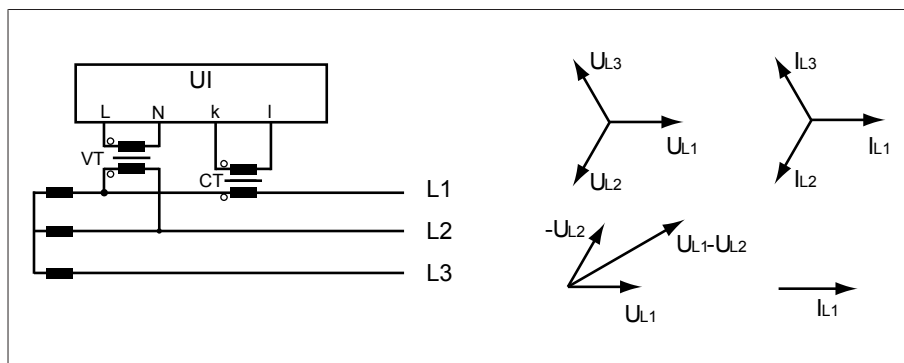 UI
L N k l
VT
CT
L1
L2
L3
UL3
UL1
UL2
IL3
IL1
IL2
-UL2
UL1-UL2
UL1
IL1